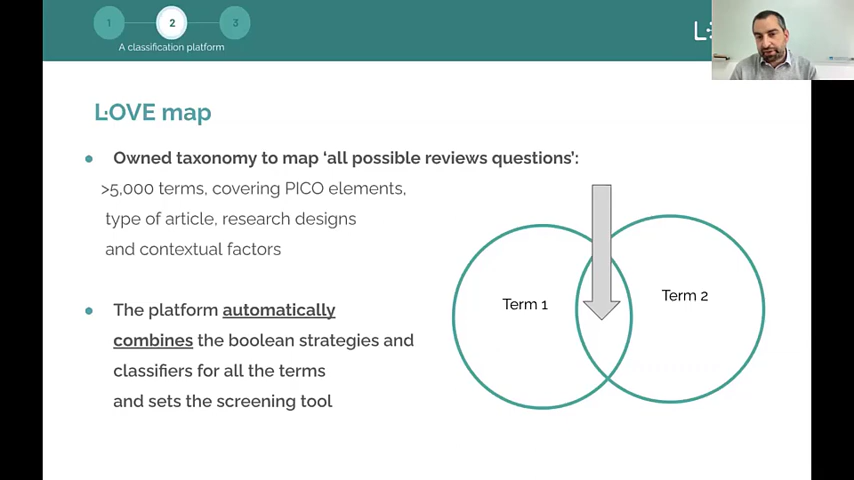 1 2 3
A classification platform
L:OVE map
● Owned taxonomy to map ‘all possible reviews questions’:
>5,000 terms, covering PICO elements,
type of article, research designs
and contextual factors
● The platform automatically
combines the boolean strategies and
classifiers for all the terms
and sets the screening tool
Term 1
Term 2